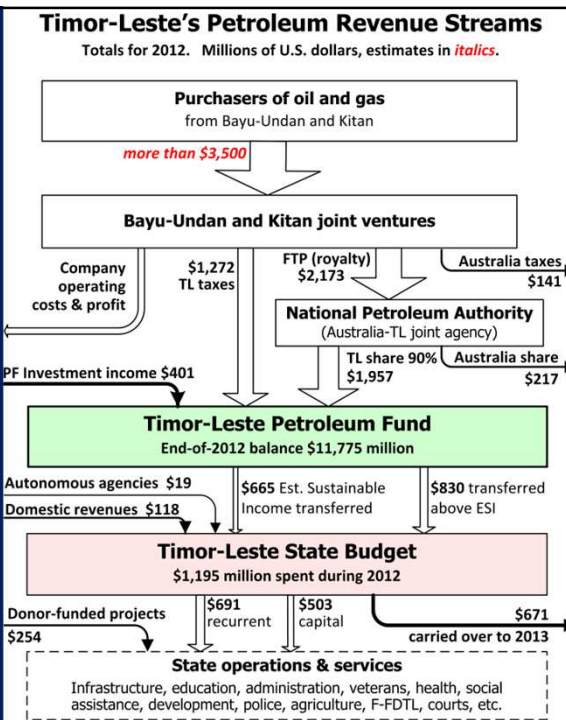 Timor-Leste's Petroleum Revenue Streams
Totals for 2012. Millions of U.S. dollars, estimates in italics.
Purchasers of oil and gas
from Bayu-Undan and Kitan
more than $3,500
Bayu-Undan and Kitan joint ventures
Company
operating
costs & profit
$1,272
TL taxes
FTP (royalty)
$2,173
Australia taxes
$141
National Petroleum Authority
(Australia-TL joint agency)
TL share 90%
$1,957
Australia share
$217
PF Investment income $401
Timor-Leste Petroleum Fund
End-of-2012 balance $11,775 million
Autonomous agencies $19
Domestic revenues $118
$665 Est. Sustainable
Income transferred
$830 transferred
above ESI
Timor-Leste State Budget
$1,195 million spent during 2012
Donor-funded projects
$254
$691
recurrent
$503
capital
$671
carried over to 2013
State operations & services
Infrastructure, education, administration, veterans, health, social
assistance, development, police, agriculture, F-FDTL, courts, etc.